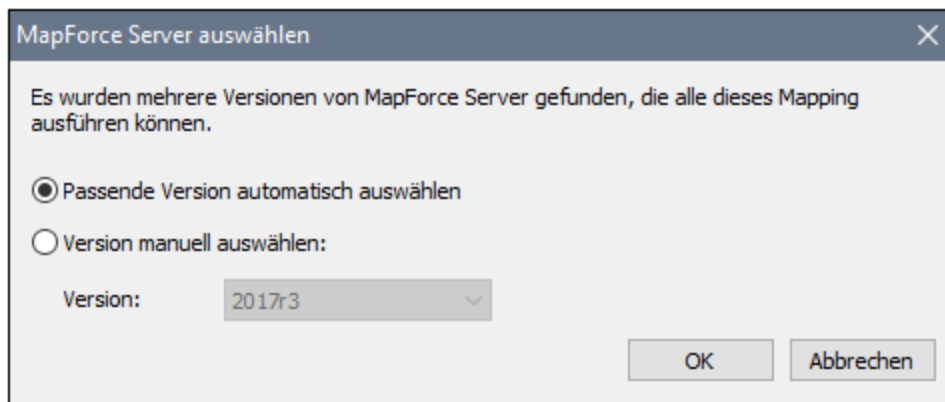 MapForce Server auswählen
Es wurden mehrere Versionen von MapForce Server gefunden, die alle dieses Mapping
ausführen können.
Passende Version automatisch auswählen
Version manuell auswählen:
Version: 2017r3
OK Abbrechen